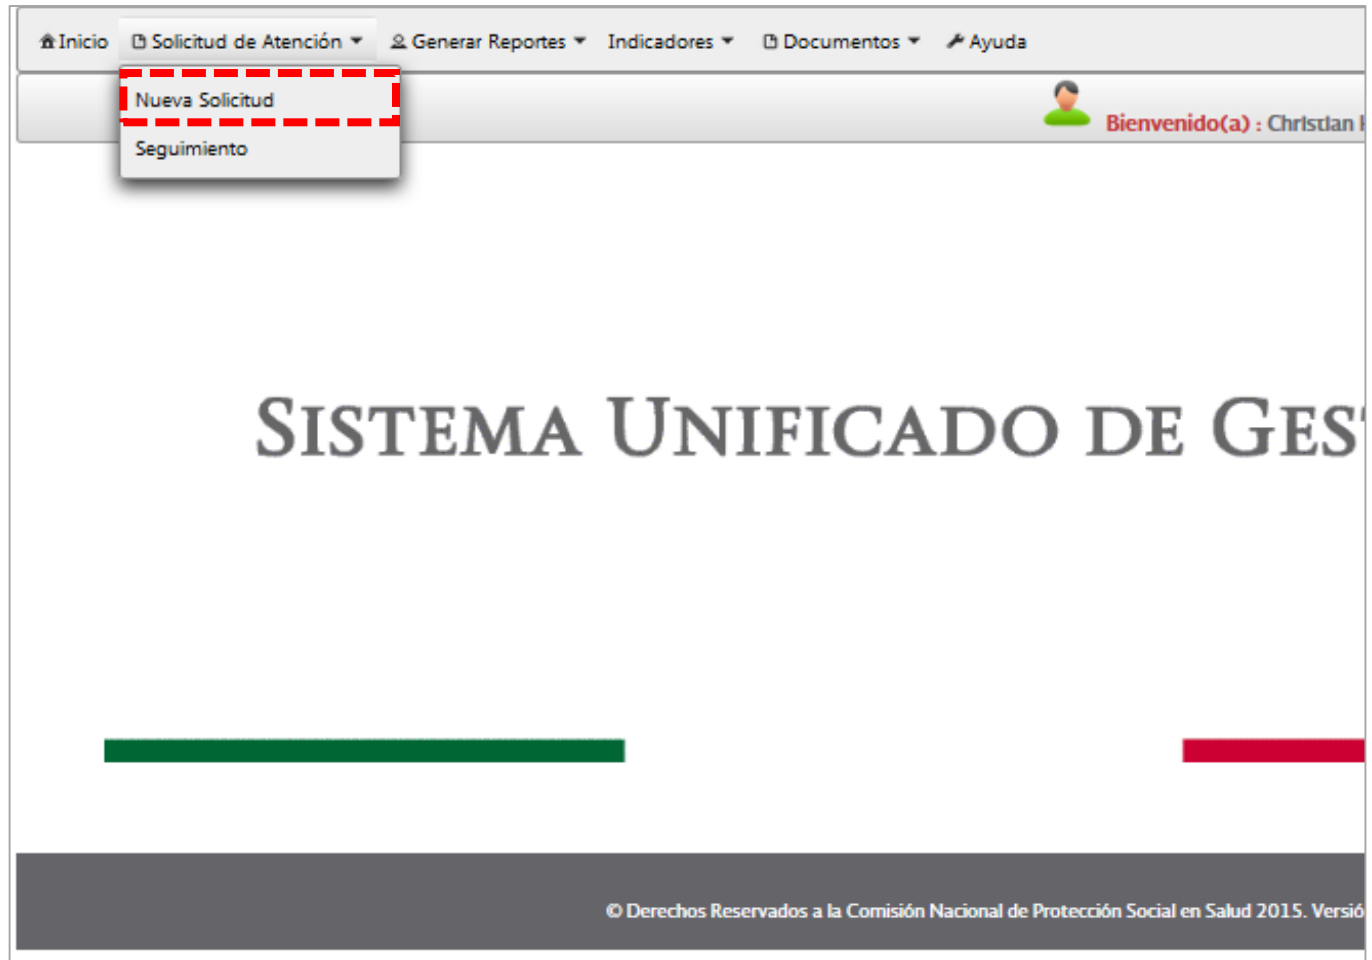 Inicio Solicitud de Atención Generar Reportes Indicadores Documentos Ayuda
Nueva Solicitud
Bienvenido(a) : Christian
Seguimiento
SISTEMA UNIFICADO DE GES
© Derechos Reservados a la Comisión Nacional de Protección Social en Salud 2015. Versió